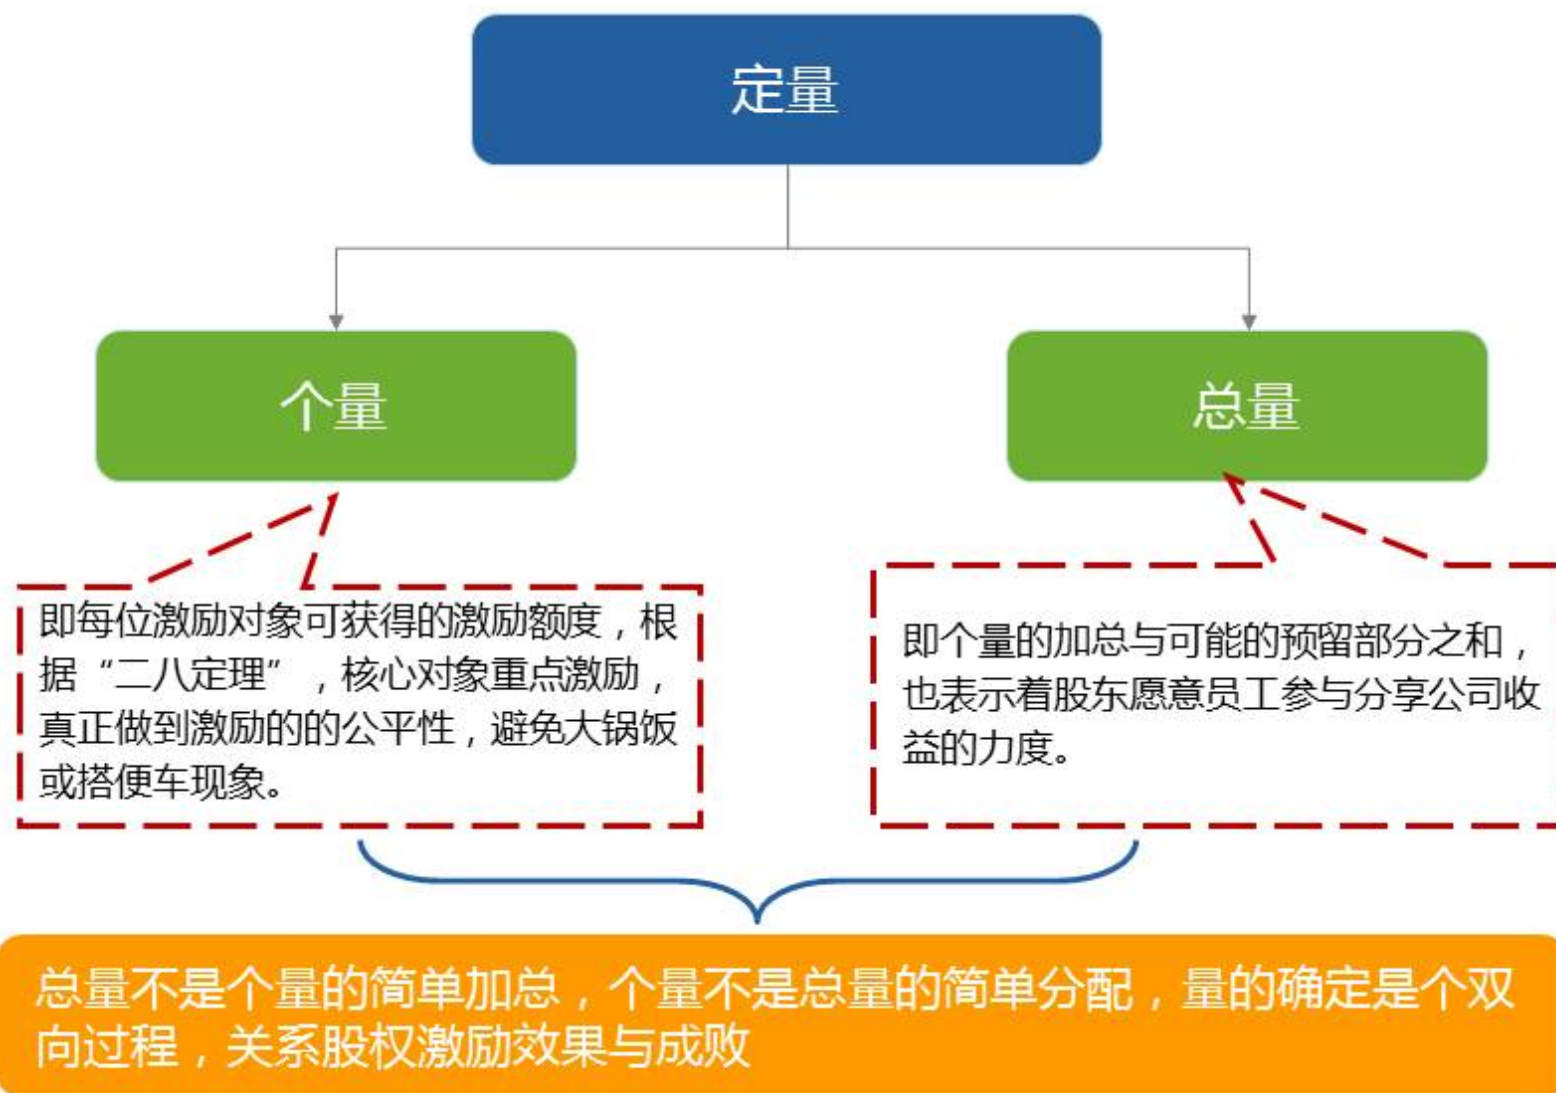 定量
个量
总量
即每位激励对象可获得的激励额度，根
据“二八定理”，核心对象重点激励，
真正做到激励的的公平性，避免大锅饭
或搭便车现象。
即个量的加总与可能的预留部分之和，
也表示着股东愿意员工参与分享公司收
益的力度。
总量不是个量的简单加总，个量不是总量的简单分配，量的确定是个双
向过程，关系股权激励效果与成败